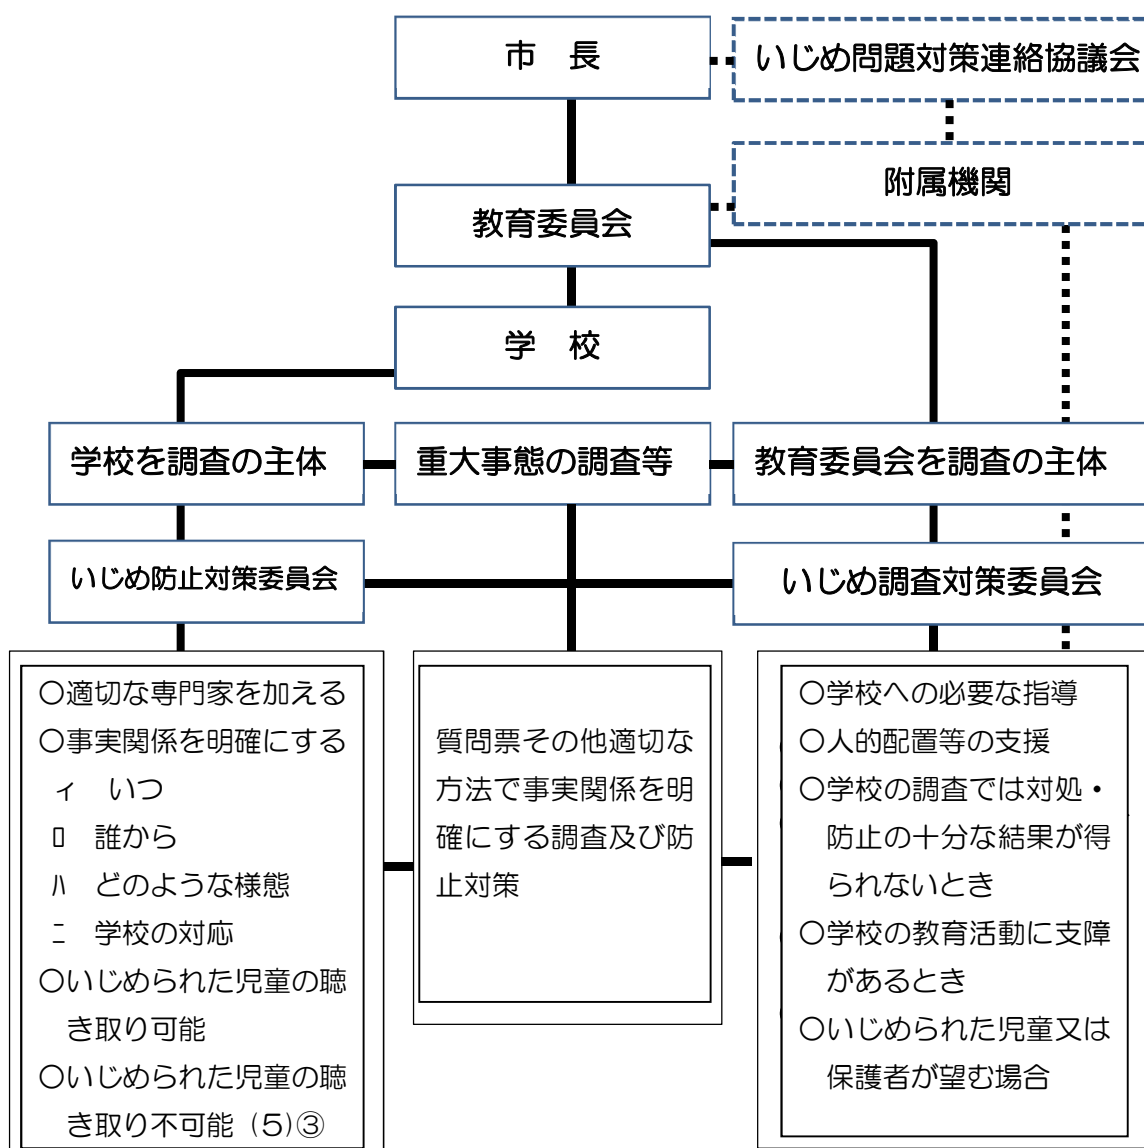 市　長
いじめ問題対策連絡協議会
附属機関
教育委員会
学　校
学校を調査の主体
重大事態の調査等
教育委員会を調査の主体
いじめ防止対策委員会
いじめ調査対策委員会
○適切な専門家を加える
○事実関係を明確にする
ィ　いつ
ロ　誰から
ハ　どのような様態
ニ　学校の対応
○いじめられた児童の聴
き取り可能
○いじめられた児童の聴
き取り不可能 (5)③
質問票その他適切な
方法で事実関係を明
確にする調査及び防
止対策
○学校への必要な指導
○人的配置等の支援
○学校の調査では対処・
防止の十分な結果が得
られないとき
○学校の教育活動に支障
があるとき
○いじめられた児童又は
保護者が望む場合